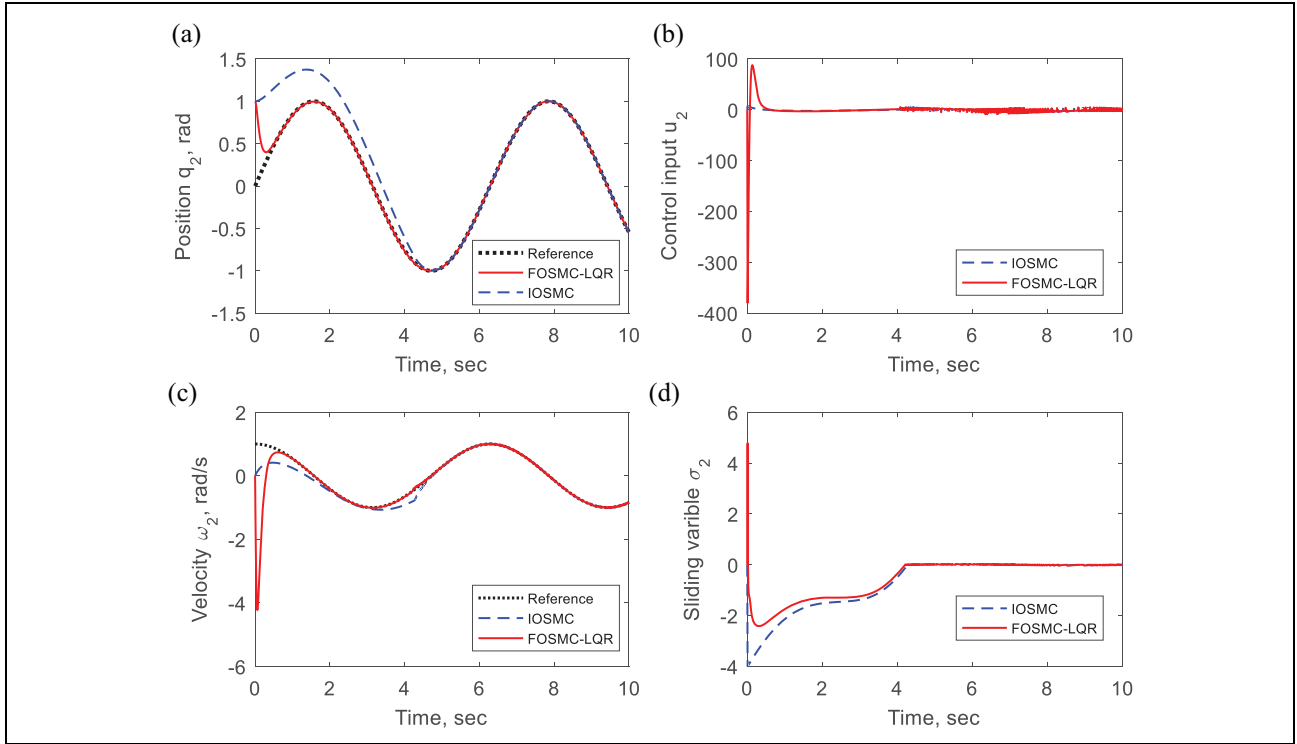 (a)
1.5
1
0.5
0
-0.5
-1
-1.5
Position q_2, rad
Reference
FOSMC-LQR
IOSMC
0 2 4 6 8 10
Time, sec
(b)
100
0
-100
-200
-300
-400
Control input u_2
IOSMC
FOSMC-LQR
0 2 4 6 8 10
Time, sec
(c)
2
0
-2
-4
-6
Velocity ω_2, rad/s
Reference
IOSMC
FOSMC-LQR
0 2 4 6 8 10
Time, sec
(d)
6
4
2
0
-2
-4
Sliding varible σ_2
IOSMC
FOSMC-LQR
0 2 4 6 8 10
Time, sec